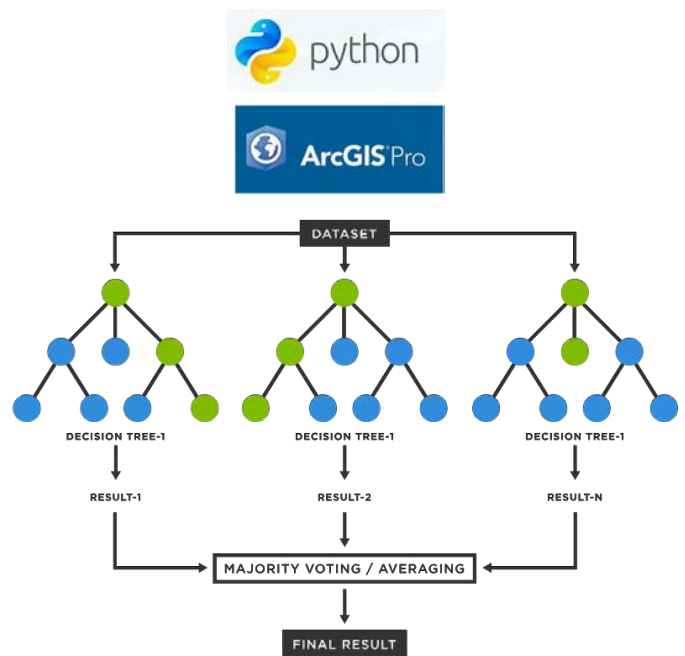 python
ArcGIS Pro
DATASET
DECISION TREE-1
DECISION TREE-1
DECISION TREE-1
RESULT-1
RESULT-2
RESULT-N
MAJORITY VOTING / AVERAGING
FINAL RESULT